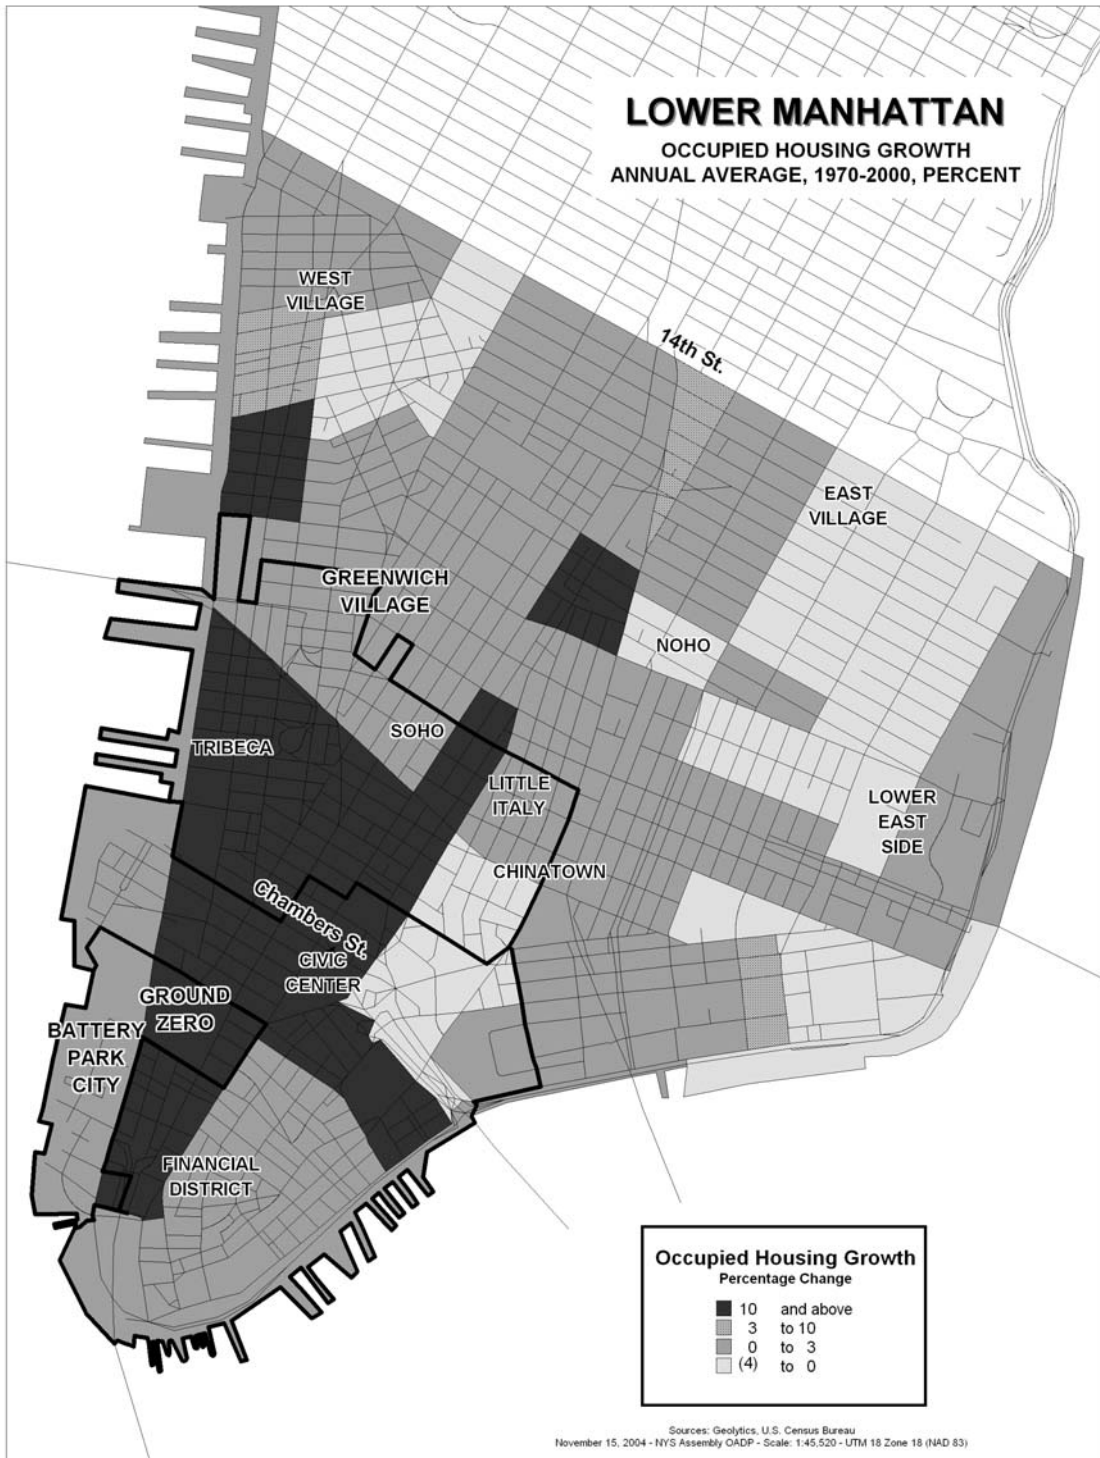 LOWER MANHATTAN
OCCUPIED HOUSING GROWTH
ANNUAL AVERAGE, 1970-2000, PERCENT
WEST
VILLAGE
14th St.
EAST
VILLAGE
GREENWICH
VILLAGE
NOHO
SOHO
TRIBECA
LITTLE
ITALY
LOWER
EAST
SIDE
CHINATOWN
Chambers St.
CIVIC
CENTER
GROUND
ZERO
BATTERY
PARK
CITY
FINANCIAL
DISTRICT
Occupied Housing Growth
Percentage Change
10 and above
3 to 10
0 to 3
(4) to 0
Sources: Geolytics, U.S. Census Bureau
November 15, 2004 - NYS Assembly OADP - Scale: 1:45,520 - UTM 18 Zone 18 (NAD 83)